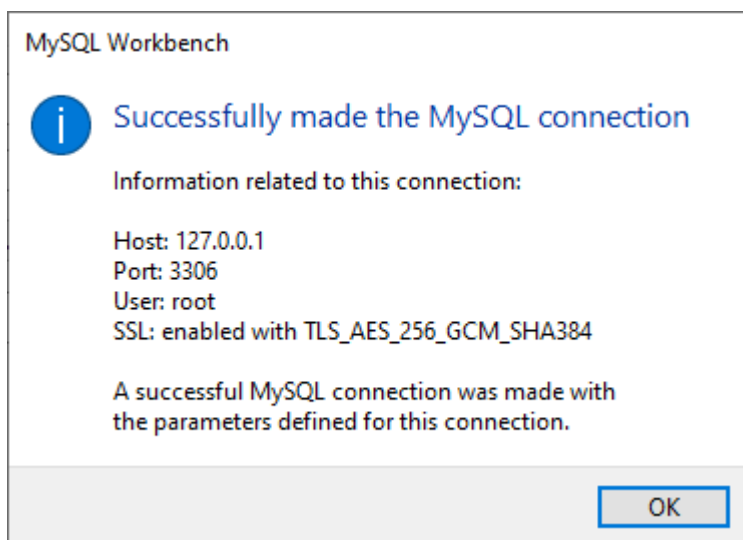 MySQL Workbench
Successfully made the MySQL connection
Information related to this connection:
Host: 127.0.0.1
Port: 3306
User: root
SSL: enabled with TLS_AES_256_GCM_SHA384
A successful MySQL connection was made with
the parameters defined for this connection.
OK